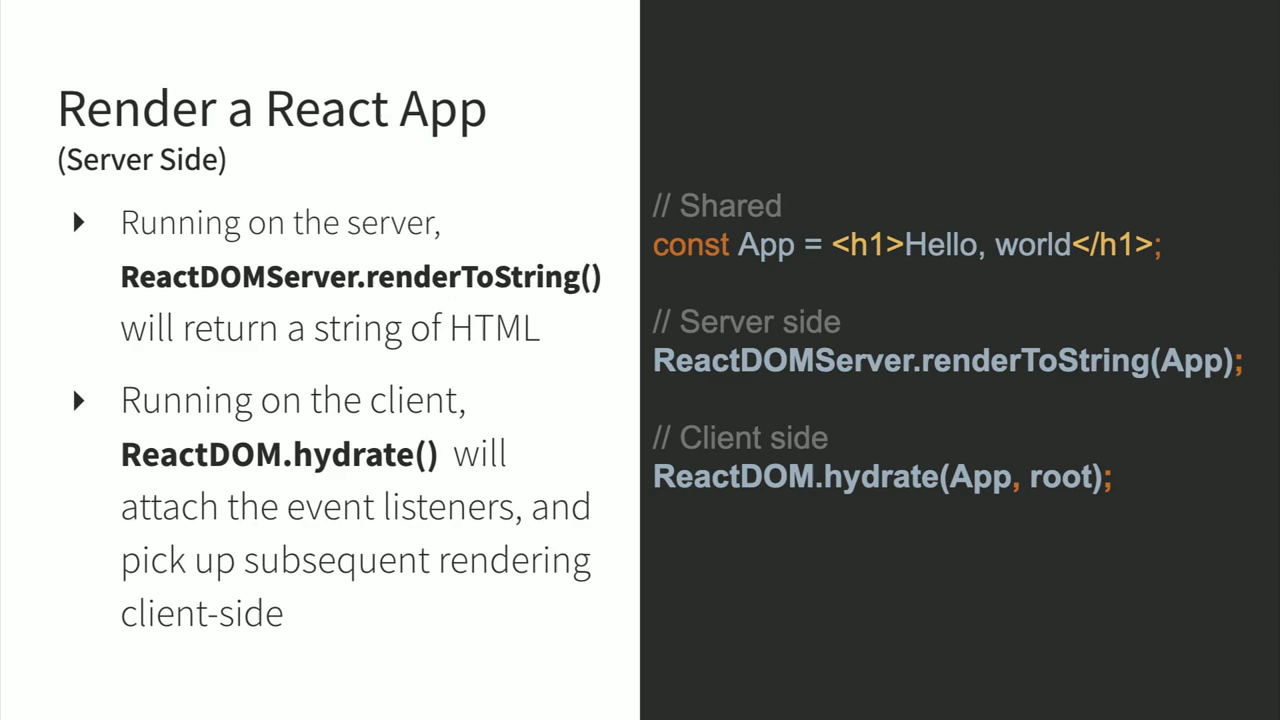 Render a React App
(Server Side)
Running on the server,
ReactDOMServer.renderToString()
will return a string of HTML
Running on the client,
ReactDOM.hydrate() will
attach the event listeners, and
pick up subsequent rendering
client-side
// Shared
const App = <h1>Hello, world</h1>;
// Server side
ReactDOMServer.renderToString(App);
// Client side
ReactDOM.hydrate(App, root);